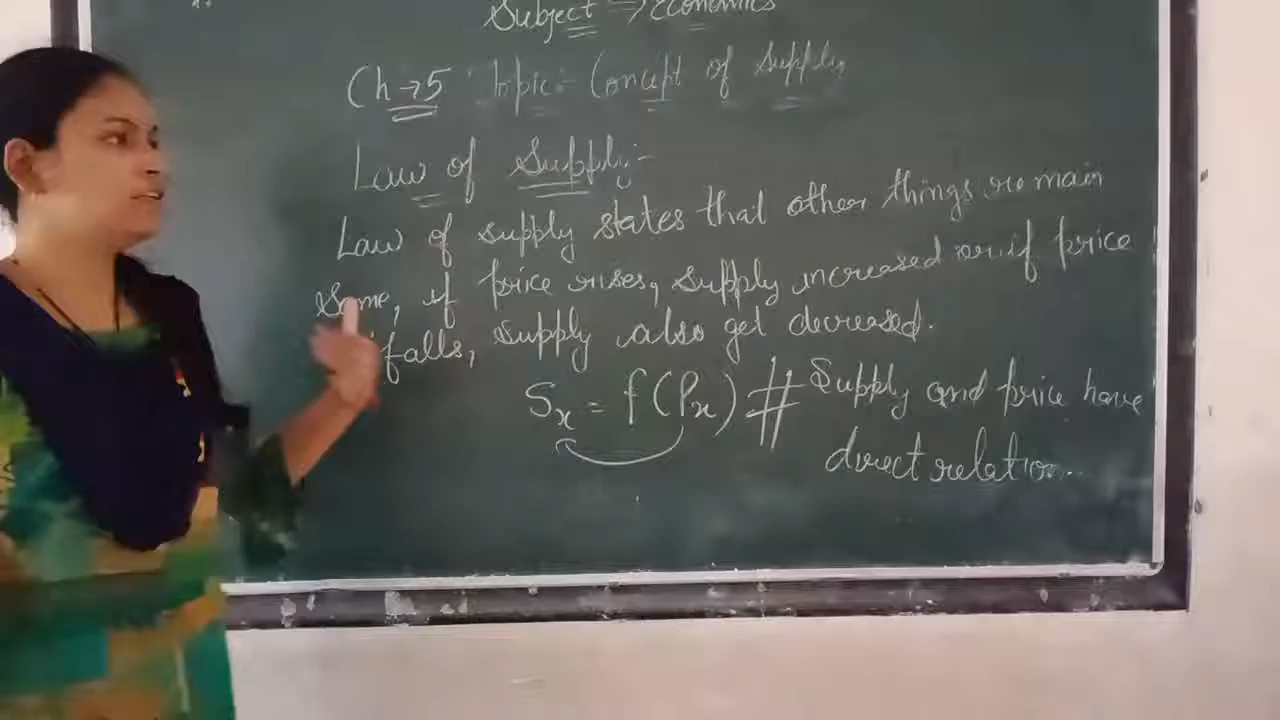 Subject → Economics
Ch → 5 Topic:- Concept of Supply
Law of Supply:-
Law of supply states that other things remain
Same, if price rises, supply increased or if price
falls, supply also get decreased.
Sx = f(Px) # Supply and price have
direct relation...